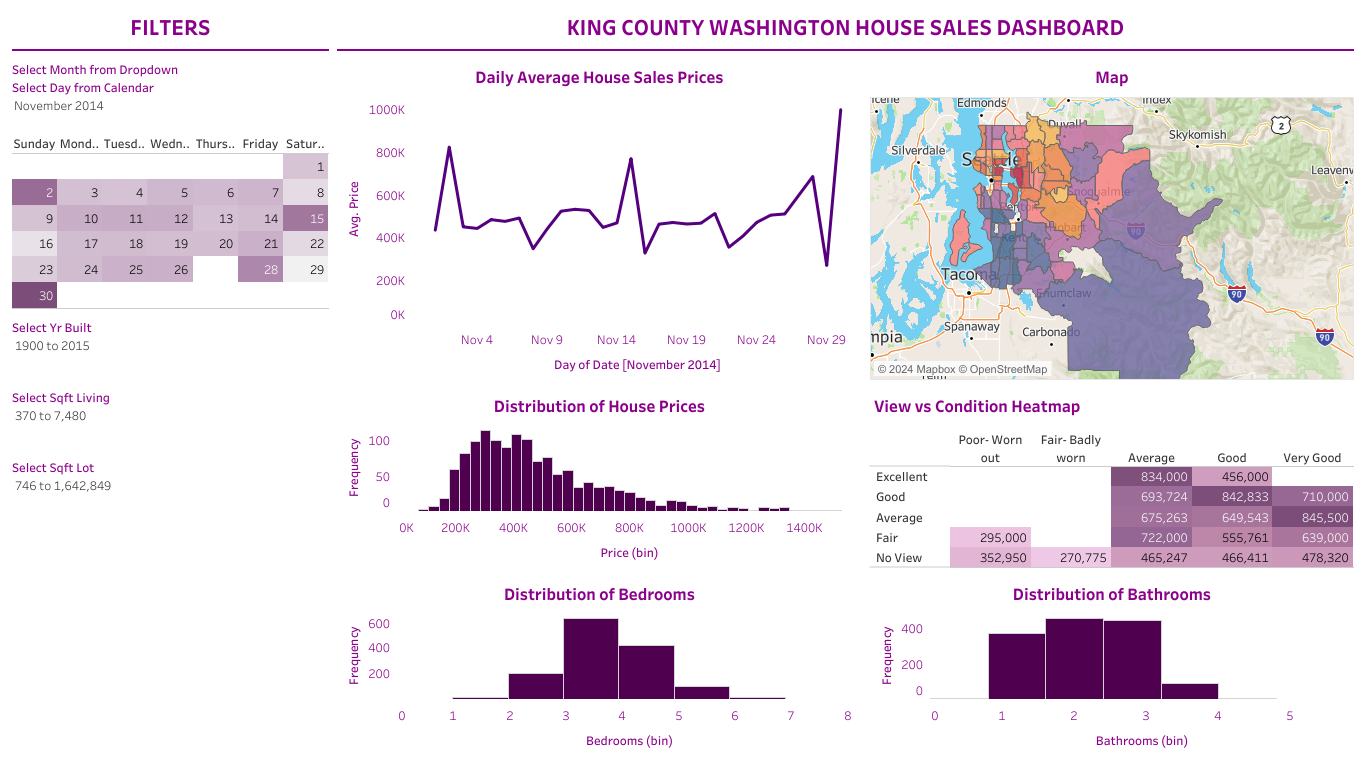 FILTERS
Select Month from Dropdown
Select Day from Calendar
November 2014
Sunday Mond.. Tuesd.. Wedn.. Thurs.. Friday Satur..
1
2 3 4 5 6 7 8
9 10 11 12 13 14 15
16 17 18 19 20 21 22
23 24 25 26 28 29
30
Select Yr Built
1900 to 2015
Select Sqft Living
370 to 7,480
Select Sqft Lot
746 to 1,642,849
KING COUNTY WASHINGTON HOUSE SALES DASHBOARD
Daily Average House Sales Prices
1000K
800K
600K
400K
200K
0K
Avg. Price
Nov 4 Nov 9 Nov 14 Nov 19 Nov 24 Nov 29
Day of Date [November 2014]
Map
Edmonds
Index
Duvall
Skykomish
2
Silverdale
Seattle
Leavenw
Snoqualmie
Kent
Hobart
90
Tacoma
Enumclaw
90
Spanaway
Carbonado
90
mpia
© 2024 Mapbox © OpenStreetMap
Distribution of House Prices
100
50
0
Frequency
0K 200K 400K 600K 800K 1000K 1200K 1400K
Price (bin)
View vs Condition Heatmap
Poor- Worn out Fair- Badly worn Average Good Very Good
Excellent 834,000 456,000
Good 693,724 842,833 710,000
Average 675,263 649,543 845,500
Fair 295,000 722,000 555,761 639,000
No View 352,950 270,775 465,247 466,411 478,320
Distribution of Bedrooms
600
400
200
Frequency
0 1 2 3 4 5 6 7 8
Bedrooms (bin)
Distribution of Bathrooms
400
200
0
Frequency
0 1 2 3 4 5
Bathrooms (bin)